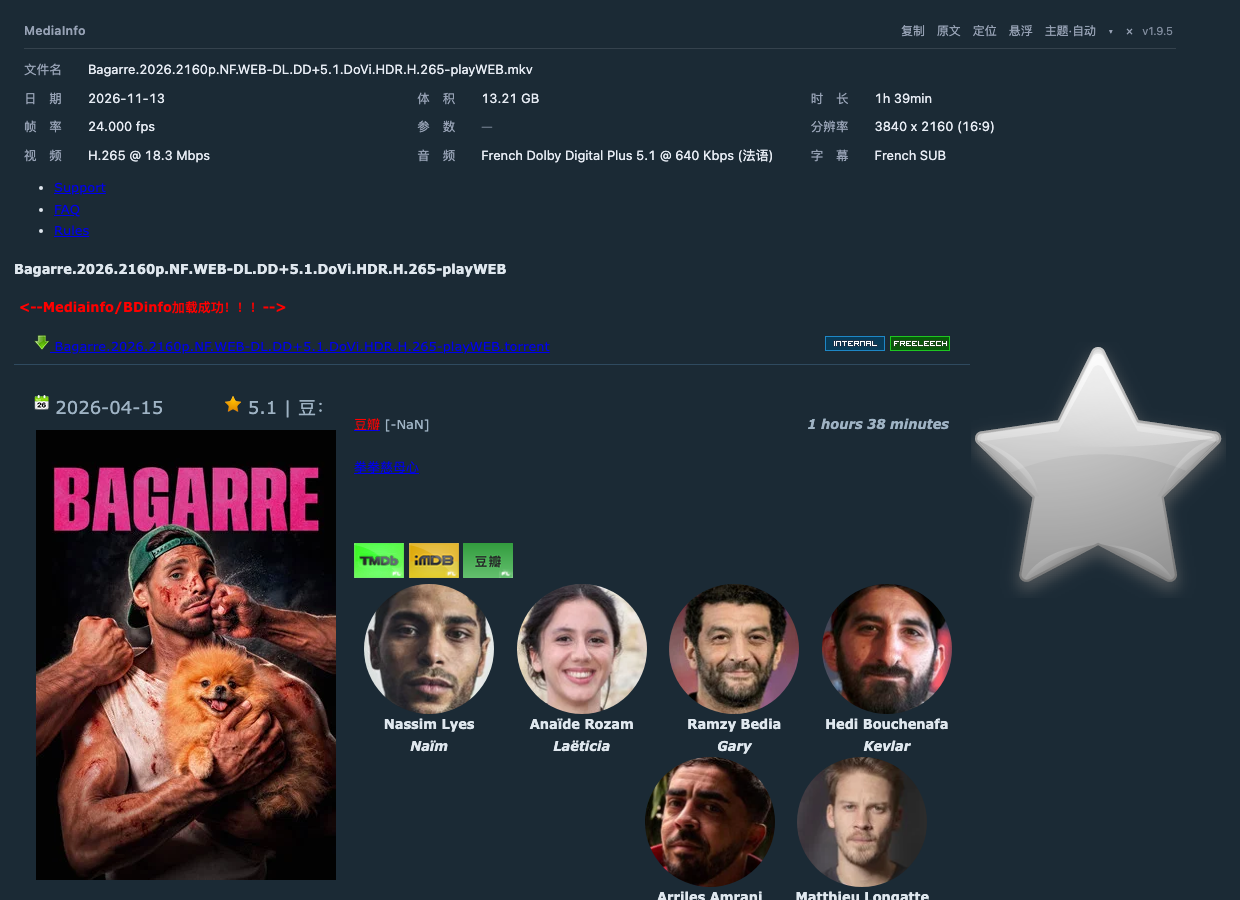 MediaInfo 复制 原文 定位 悬浮 主题·自动 ▾ × v1.9.5
文件名 Bagarre.2026.2160p.NF.WEB-DL.DD+5.1.DoVi.HDR.H.265-playWEB.mkv
日 期 2026-11-13 体 积 13.21 GB 时 长 1h 39min
帧 率 24.000 fps 参 数 — 分辨率 3840 x 2160 (16:9)
视 频 H.265 @ 18.3 Mbps 音 频 French Dolby Digital Plus 5.1 @ 640 Kbps (法语) 字 幕 French SUB
Support
FAQ
Rules
Bagarre.2026.2160p.NF.WEB-DL.DD+5.1.DoVi.HDR.H.265-playWEB
<--Mediainfo/BDinfo加载成功！！！-->
Bagarre.2026.2160p.NF.WEB-DL.DD+5.1.DoVi.HDR.H.265-playWEB.torrent INTERNAL FREELEECH
26 2026-04-15 5.1 | 豆:
豆瓣 [-NaN] 1 hours 38 minutes
BAGARRE
TMDb iMDB 豆瓣
Nassim Lyes Anaïde Rozam Ramzy Bedia Hedi Bouchenafa
Naïm Laëticia Gary Kevlar
Arriles Amrani Matthieu Longatte